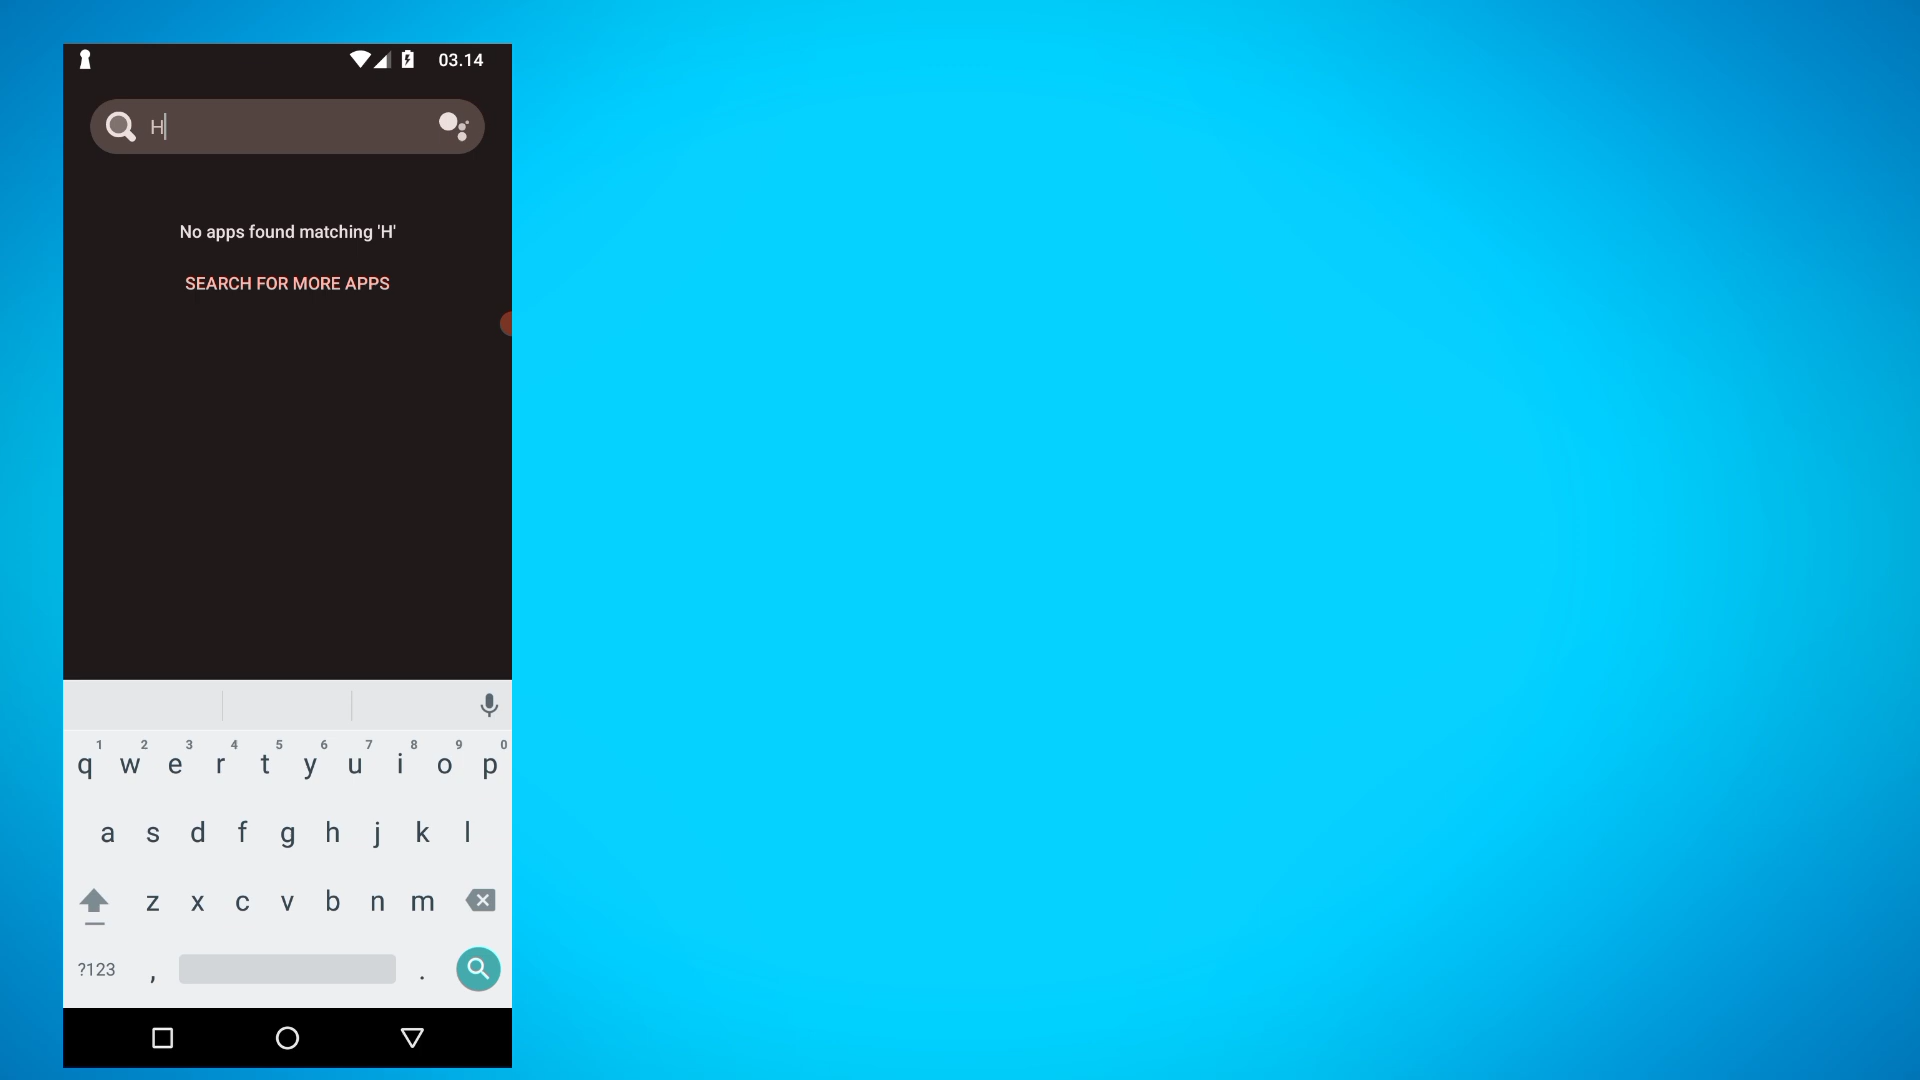 03.14
H
No apps found matching 'H'
SEARCH FOR MORE APPS
1 2 3 4 5 6 7 8 9 0
q w e r t y u i o p
a s d f g h j k l
z x c v b n m
?123 , .